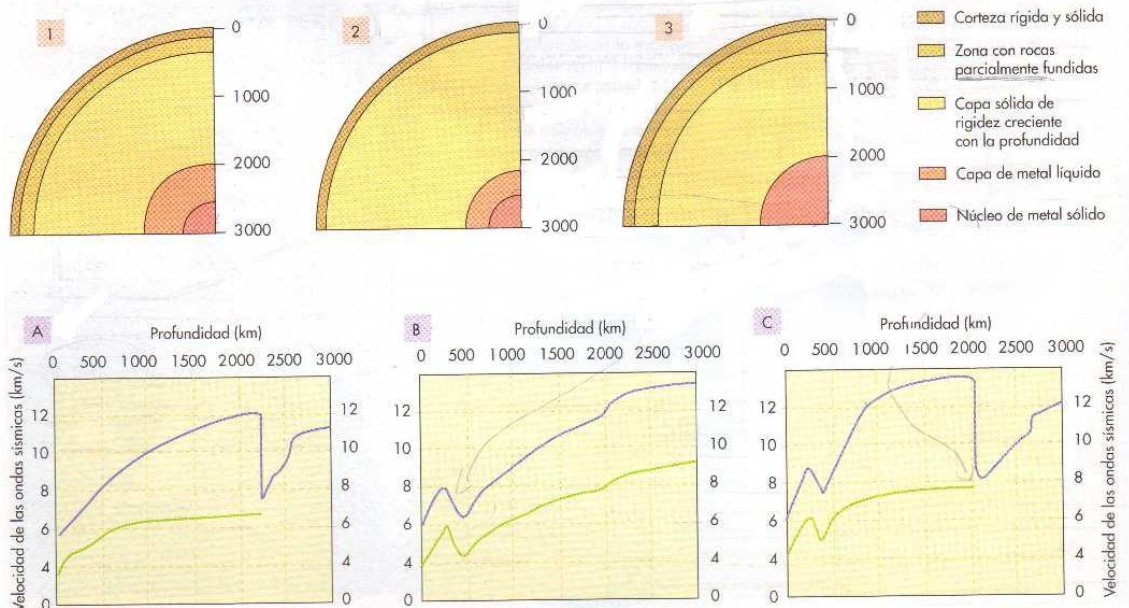 1
0
1000
2000
3000
2
0
1000
2000
3000
3
0
1000
2000
3000
Corteza rígida y sólida
Zona con rocas
parcialmente fundidas
Capa sólida de
rigidez creciente
con la profundidad
Capa de metal líquido
Núcleo de metal sólido
A
Profundidad (km)
0 500 1000 1500 2000 2500 3000
Velocidad de las ondas sísmicas (km/s)
12 12
10 10
8 8
6 6
4 4
0 0
B
Profundidad (km)
0 500 1000 1500 2000 2500 3000
12 12
10 10
8 8
6 6
4 4
0 0
C
Profundidad (km)
0 500 1000 1500 2000 2500 3000
12 12
10 10
8 8
6 6
4 4
0 0
Velocidad de las ondas sísmicas (km/s)